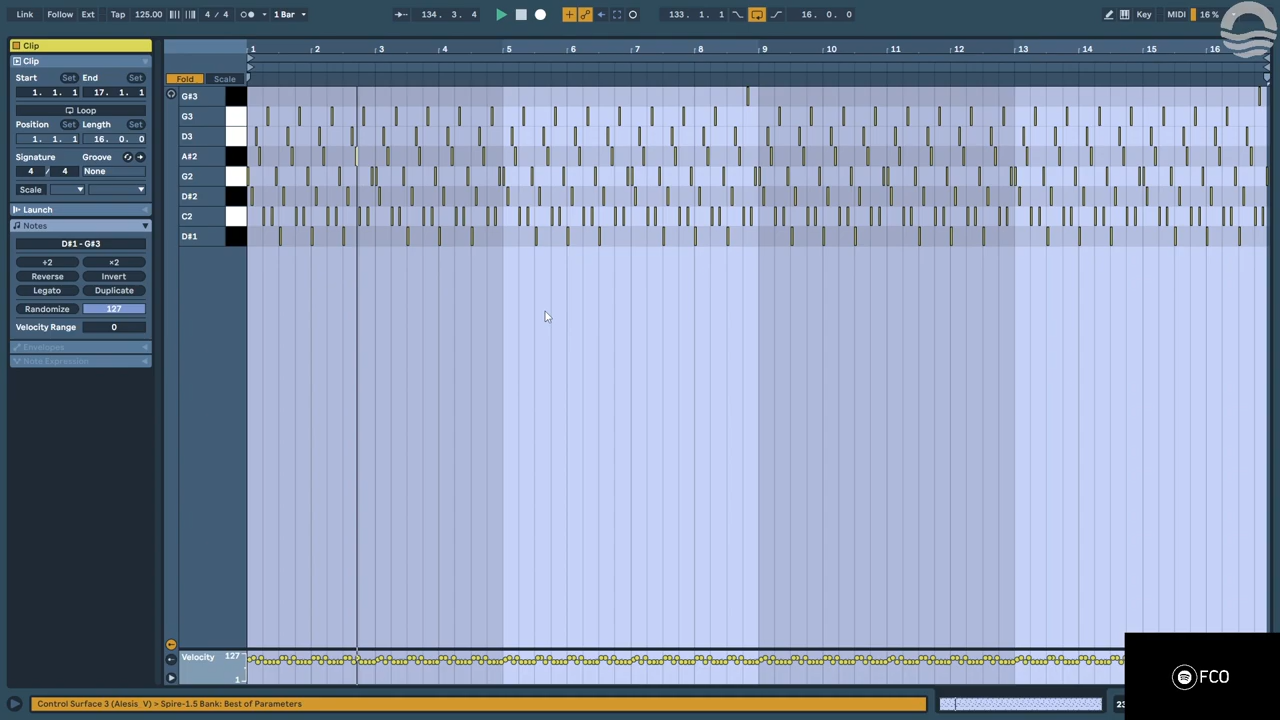 Link Follow Ext Tap 125.00 4 / 4 1 Bar 134. 3. 4 133. 1. 1 16. 0. 0 Key MIDI 16 %
Clip
Clip
Start Set End Set
1. 1. 1 17. 1. 1
Loop
Position Set Length Set
1. 1. 1 16. 0. 0
Signature Groove
4 / 4 None
Scale
Launch
Notes
D#1 - G#3
÷2 ×2
Reverse Invert
Legato Duplicate
Randomize 127
Velocity Range 0
Envelopes
Note Expression
1 2 3 4 5 6 7 8 9 10 11 12 13 14 15 16
Fold Scale
G#3
G3
D3
A#2
G2
D#2
C2
D#1
Velocity 127
1
FCO
Control Surface 3 (Alesis V) > Spire-1.5 Bank: Best of Parameters